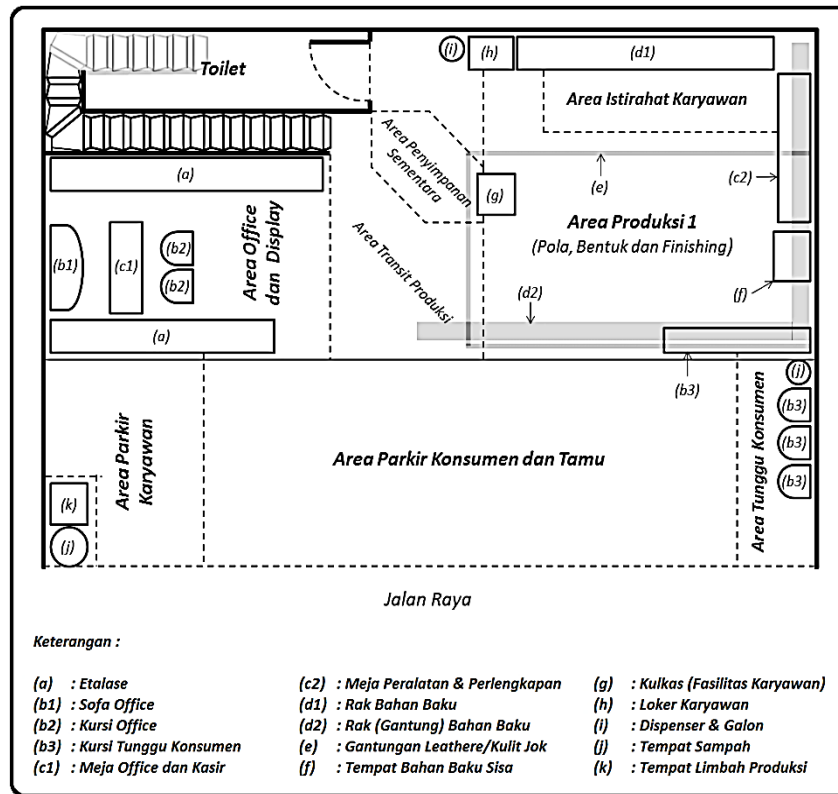 Toilet
(i)
(h)
(d1)
Area Istirahat Karyawan
(a)
Area Penyimpanan
Sementara
(e)
(c2)
(g)
Area Produksi 1
(Pola, Bentuk dan Finishing)
(b1)
(c1)
(b2)
(b2)
Area Office
dan Display
Area Transit Produksi
(d2)
(f)
(a)
(b3)
(j)
(b3)
(b3)
(b3)
Area Parkir
Karyawan
Area Parkir Konsumen dan Tamu
Area Tunggu Konsumen
(k)
(j)
Jalan Raya
Keterangan :
(a) : Etalase
(b1) : Sofa Office
(b2) : Kursi Office
(b3) : Kursi Tunggu Konsumen
(c1) : Meja Office dan Kasir
(c2) : Meja Peralatan & Perlengkapan
(d1) : Rak Bahan Baku
(d2) : Rak (Gantung) Bahan Baku
(e) : Gantungan Leathere/Kulit Jok
(f) : Tempat Bahan Baku Sisa
(g) : Kulkas (Fasilitas Karyawan)
(h) : Loker Karyawan
(i) : Dispenser & Galon
(j) : Tempat Sampah
(k) : Tempat Limbah Produksi